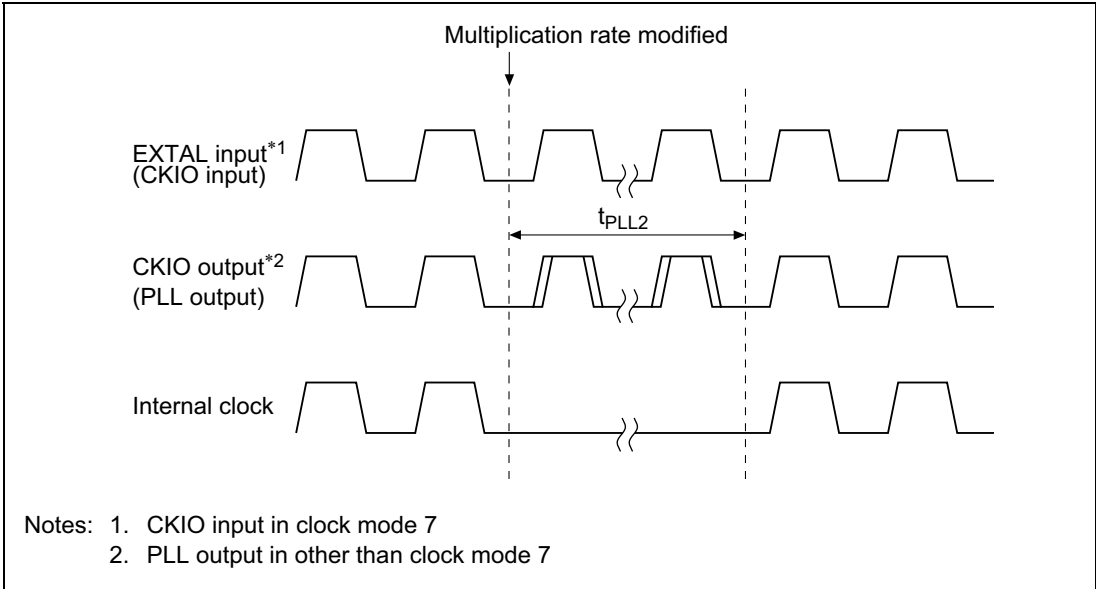 Multiplication rate modified
EXTAL input*1
(CKIO input)
tPLL2
CKIO output*2
(PLL output)
Internal clock
Notes: 1. CKIO input in clock mode 7
2. PLL output in other than clock mode 7